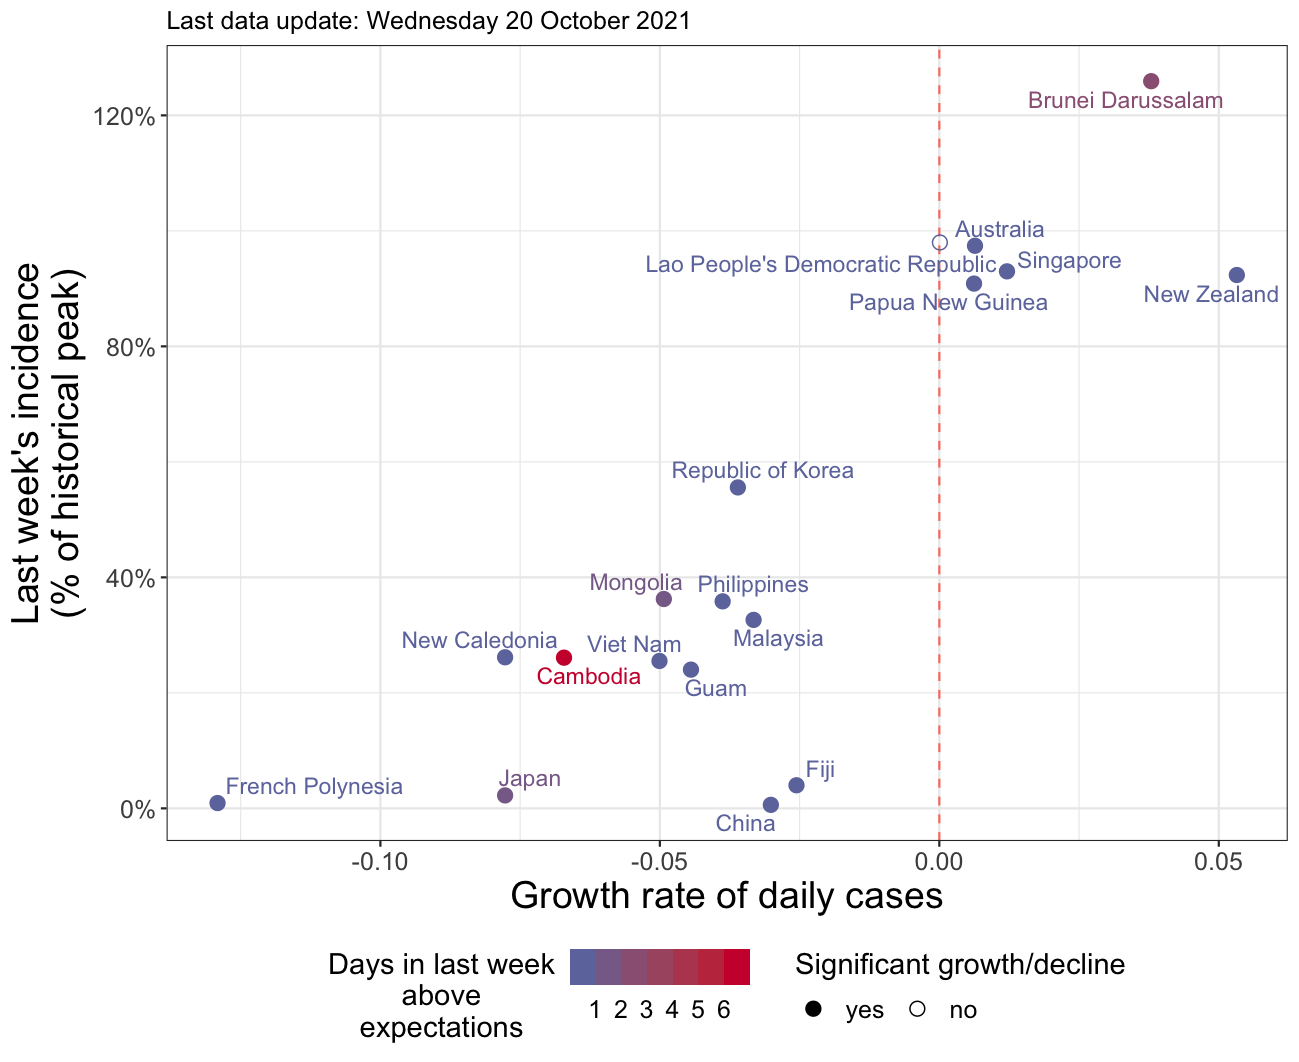 Last data update: Wednesday 20 October 2021
Last week's incidence
(% of historical peak)
120%
80%
40%
0%
Brunei Darussalam
Australia
Lao People's Democratic Republic
Singapore
Papua New Guinea
New Zealand
Republic of Korea
Mongolia
Philippines
Malaysia
New Caledonia
Viet Nam
Cambodia
Guam
Fiji
French Polynesia
Japan
China
-0.10
-0.05
0.00
0.05
Growth rate of daily cases
Days in last week
above
expectations
1 2 3 4 5 6
Significant growth/decline
yes
no